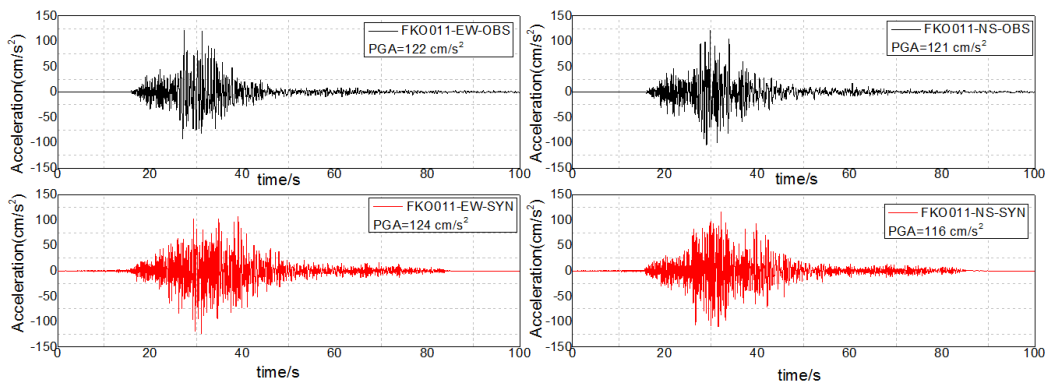 150
100
50
0
-50
-100
-150
Acceleration(cm/s²)
FKO011-EW-OBS
PGA=122 cm/s²
0 20 40 60 80 100
time/s
150
100
50
0
-50
-100
-150
Acceleration(cm/s²)
FKO011-NS-OBS
PGA=121 cm/s²
0 20 40 60 80 100
time/s
150
100
50
0
-50
-100
-150
Acceleration(cm/s²)
FKO011-EW-SYN
PGA=124 cm/s²
0 20 40 60 80 100
time/s
150
100
50
0
-50
-100
-150
Acceleration(cm/s²)
FKO011-NS-SYN
PGA=116 cm/s²
0 20 40 60 80 100
time/s